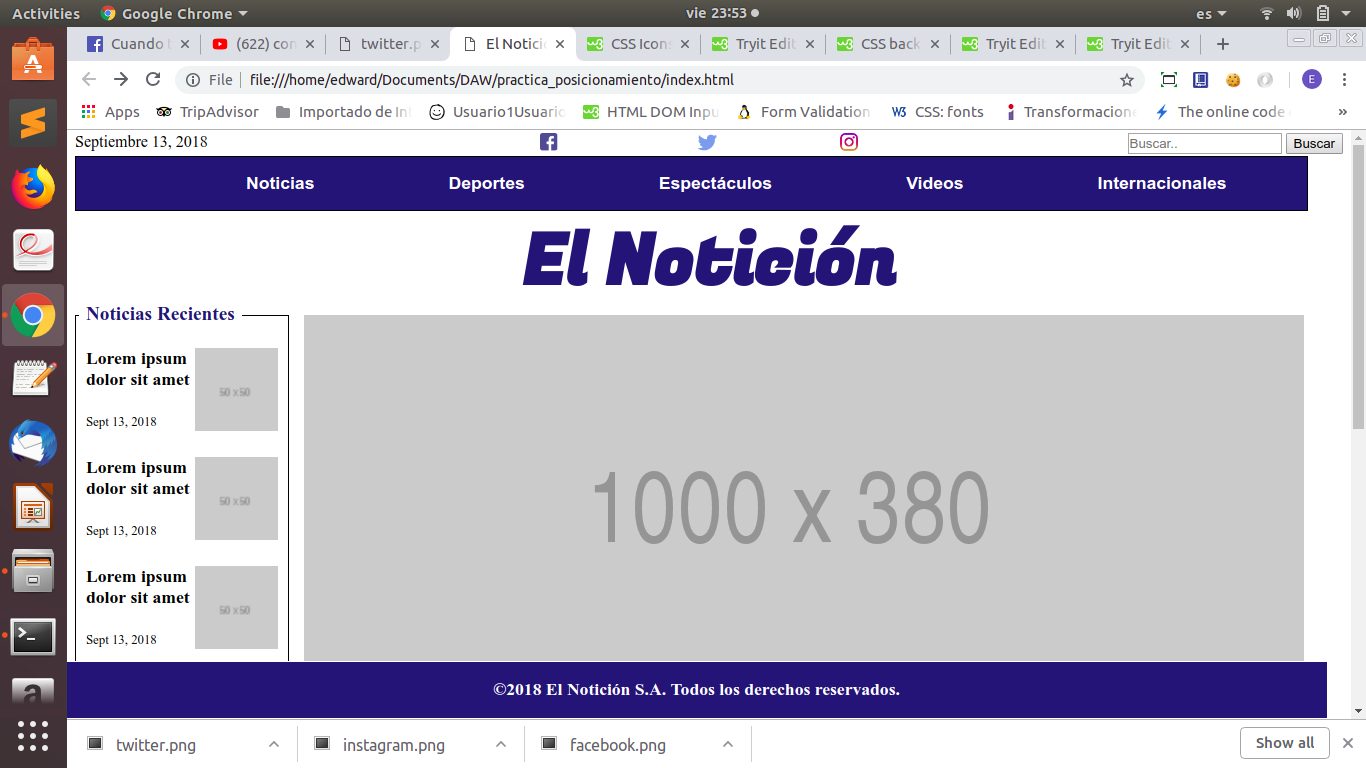 Activities Google Chrome vie 23:53 es
Cuando t (622) con twitter.p El Notici CSS Icons Tryit Edit CSS back Tryit Edit Tryit Edit
File file:///home/edward/Documents/DAW/practica_posicionamiento/index.html E
Apps TripAdvisor Importado de In Usuario1Usuario HTML DOM Inpu Form Validation CSS: fonts Transformacione The online code »
Septiembre 13, 2018 Buscar.. Buscar
Noticias Deportes Espectáculos Videos Internacionales
El Notición
Noticias Recientes
Lorem ipsum
dolor sit amet
50 x 50
Sept 13, 2018
Lorem ipsum
dolor sit amet
50 x 50
Sept 13, 2018
Lorem ipsum
dolor sit amet
50 x 50
Sept 13, 2018
1000 x 380
©2018 El Notición S.A. Todos los derechos reservados.
twitter.png instagram.png facebook.png Show all